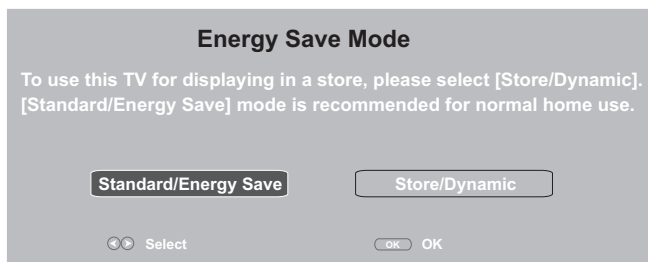 Energy Save Mode
To use this TV for displaying in a store, please select [Store/Dynamic].
[Standard/Energy Save] mode is recommended for normal home use.
Standard/Energy Save Store/Dynamic
Select OK OK